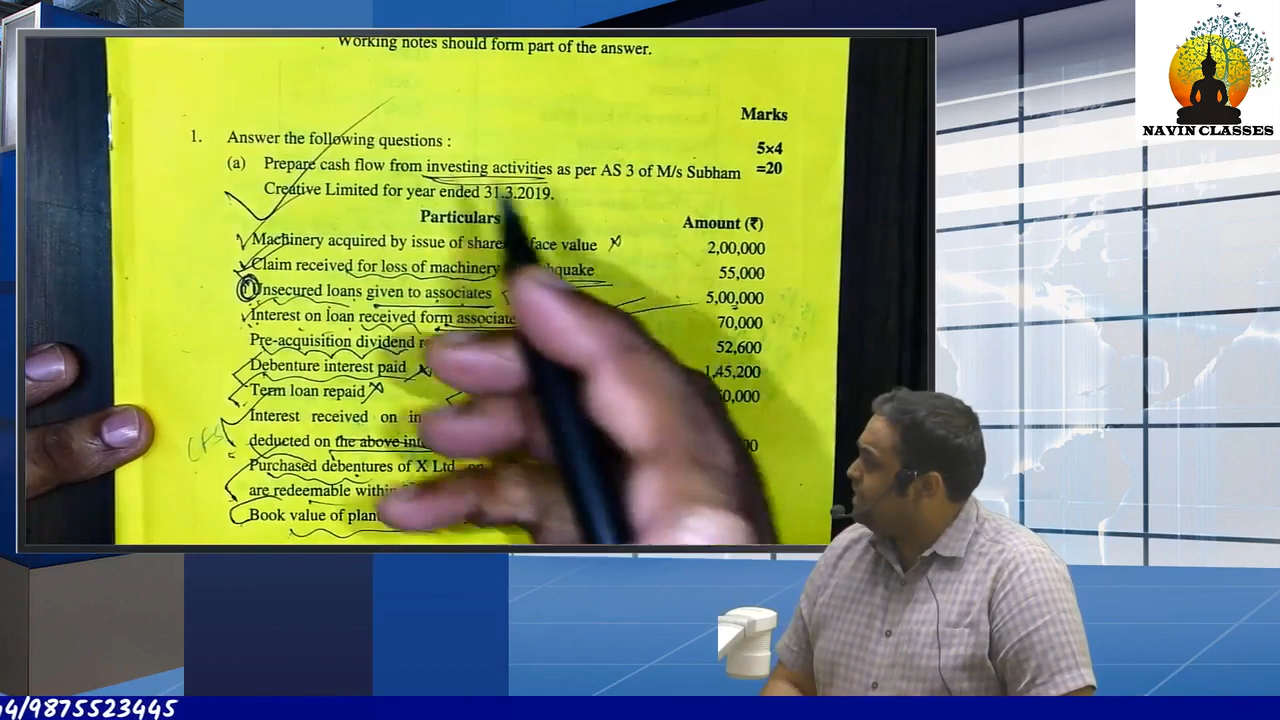 Working notes should form part of the answer.
Marks
1. Answer the following questions :
5×4
=20
(a) Prepare cash flow from investing activities as per AS 3 of M/s Subham
Creative Limited for year ended 31.3.2019.
Particulars
Amount (₹)
Machinery acquired by issue of shares face value
2,00,000
Claim received for loss of machinery
55,000
Unsecured loans given to associates
5,00,000
Interest on loan received form associate
70,000
Pre-acquisition dividend
52,600
Debenture interest paid
1,45,200
Term loan repaid
Interest received on
deducted on the above
Purchased debentures of X Ltd.
are redeemable within
Book value of
CFS
NAVIN CLASSES
9875523445